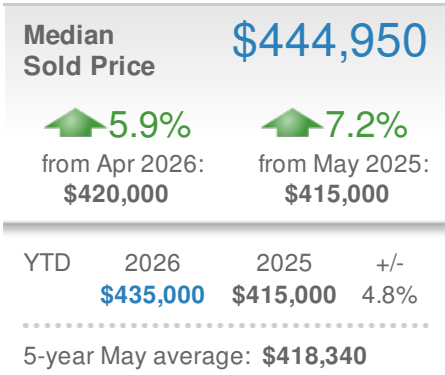 Median $444,950
Sold Price
5.9% 7.2%
from Apr 2026: from May 2025:
$420,000 $415,000
YTD 2026 2025 +/-
$435,000 $415,000 4.8%
5-year May average: $418,340